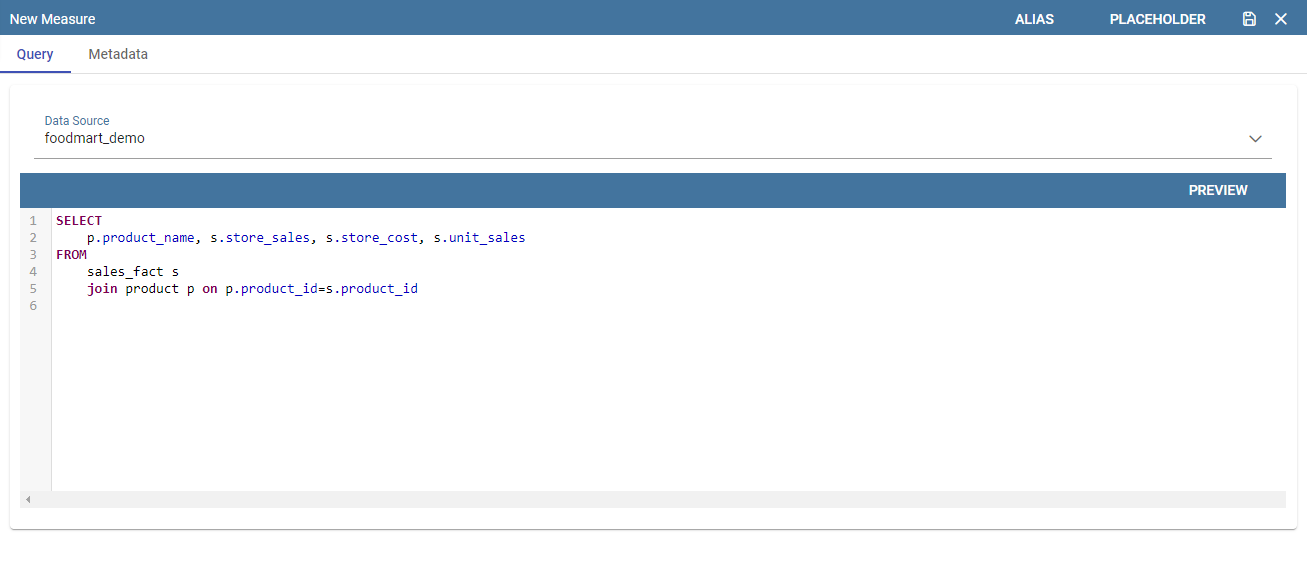 New Measure ALIAS PLACEHOLDER
Query Metadata
Data Source
foodmart_demo
PREVIEW
1 SELECT
2 p.product_name, s.store_sales, s.store_cost, s.unit_sales
3 FROM
4 sales_fact s
5 join product p on p.product_id=s.product_id
6